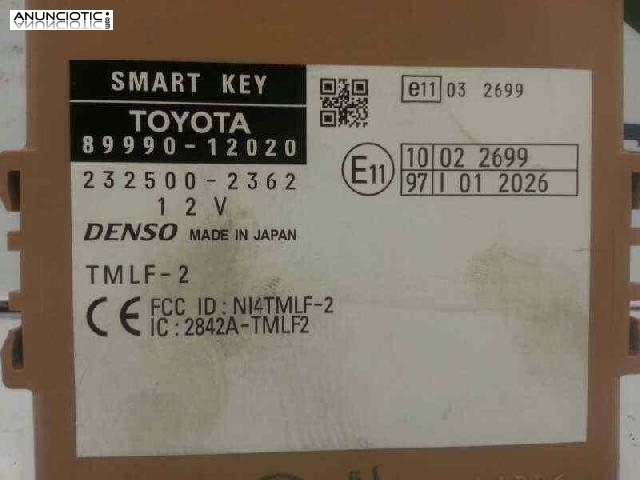 ANUNCIOTIC.es
SMART KEY
TOYOTA
89990-12020
232500-2362
12V
DENSO MADE IN JAPAN
TMLF-2
CE FCC ID: NI4TMLF-2
IC: 2842A-TMLF2
e11 03 2699
E11 10 02 2699
97 I 01 2026